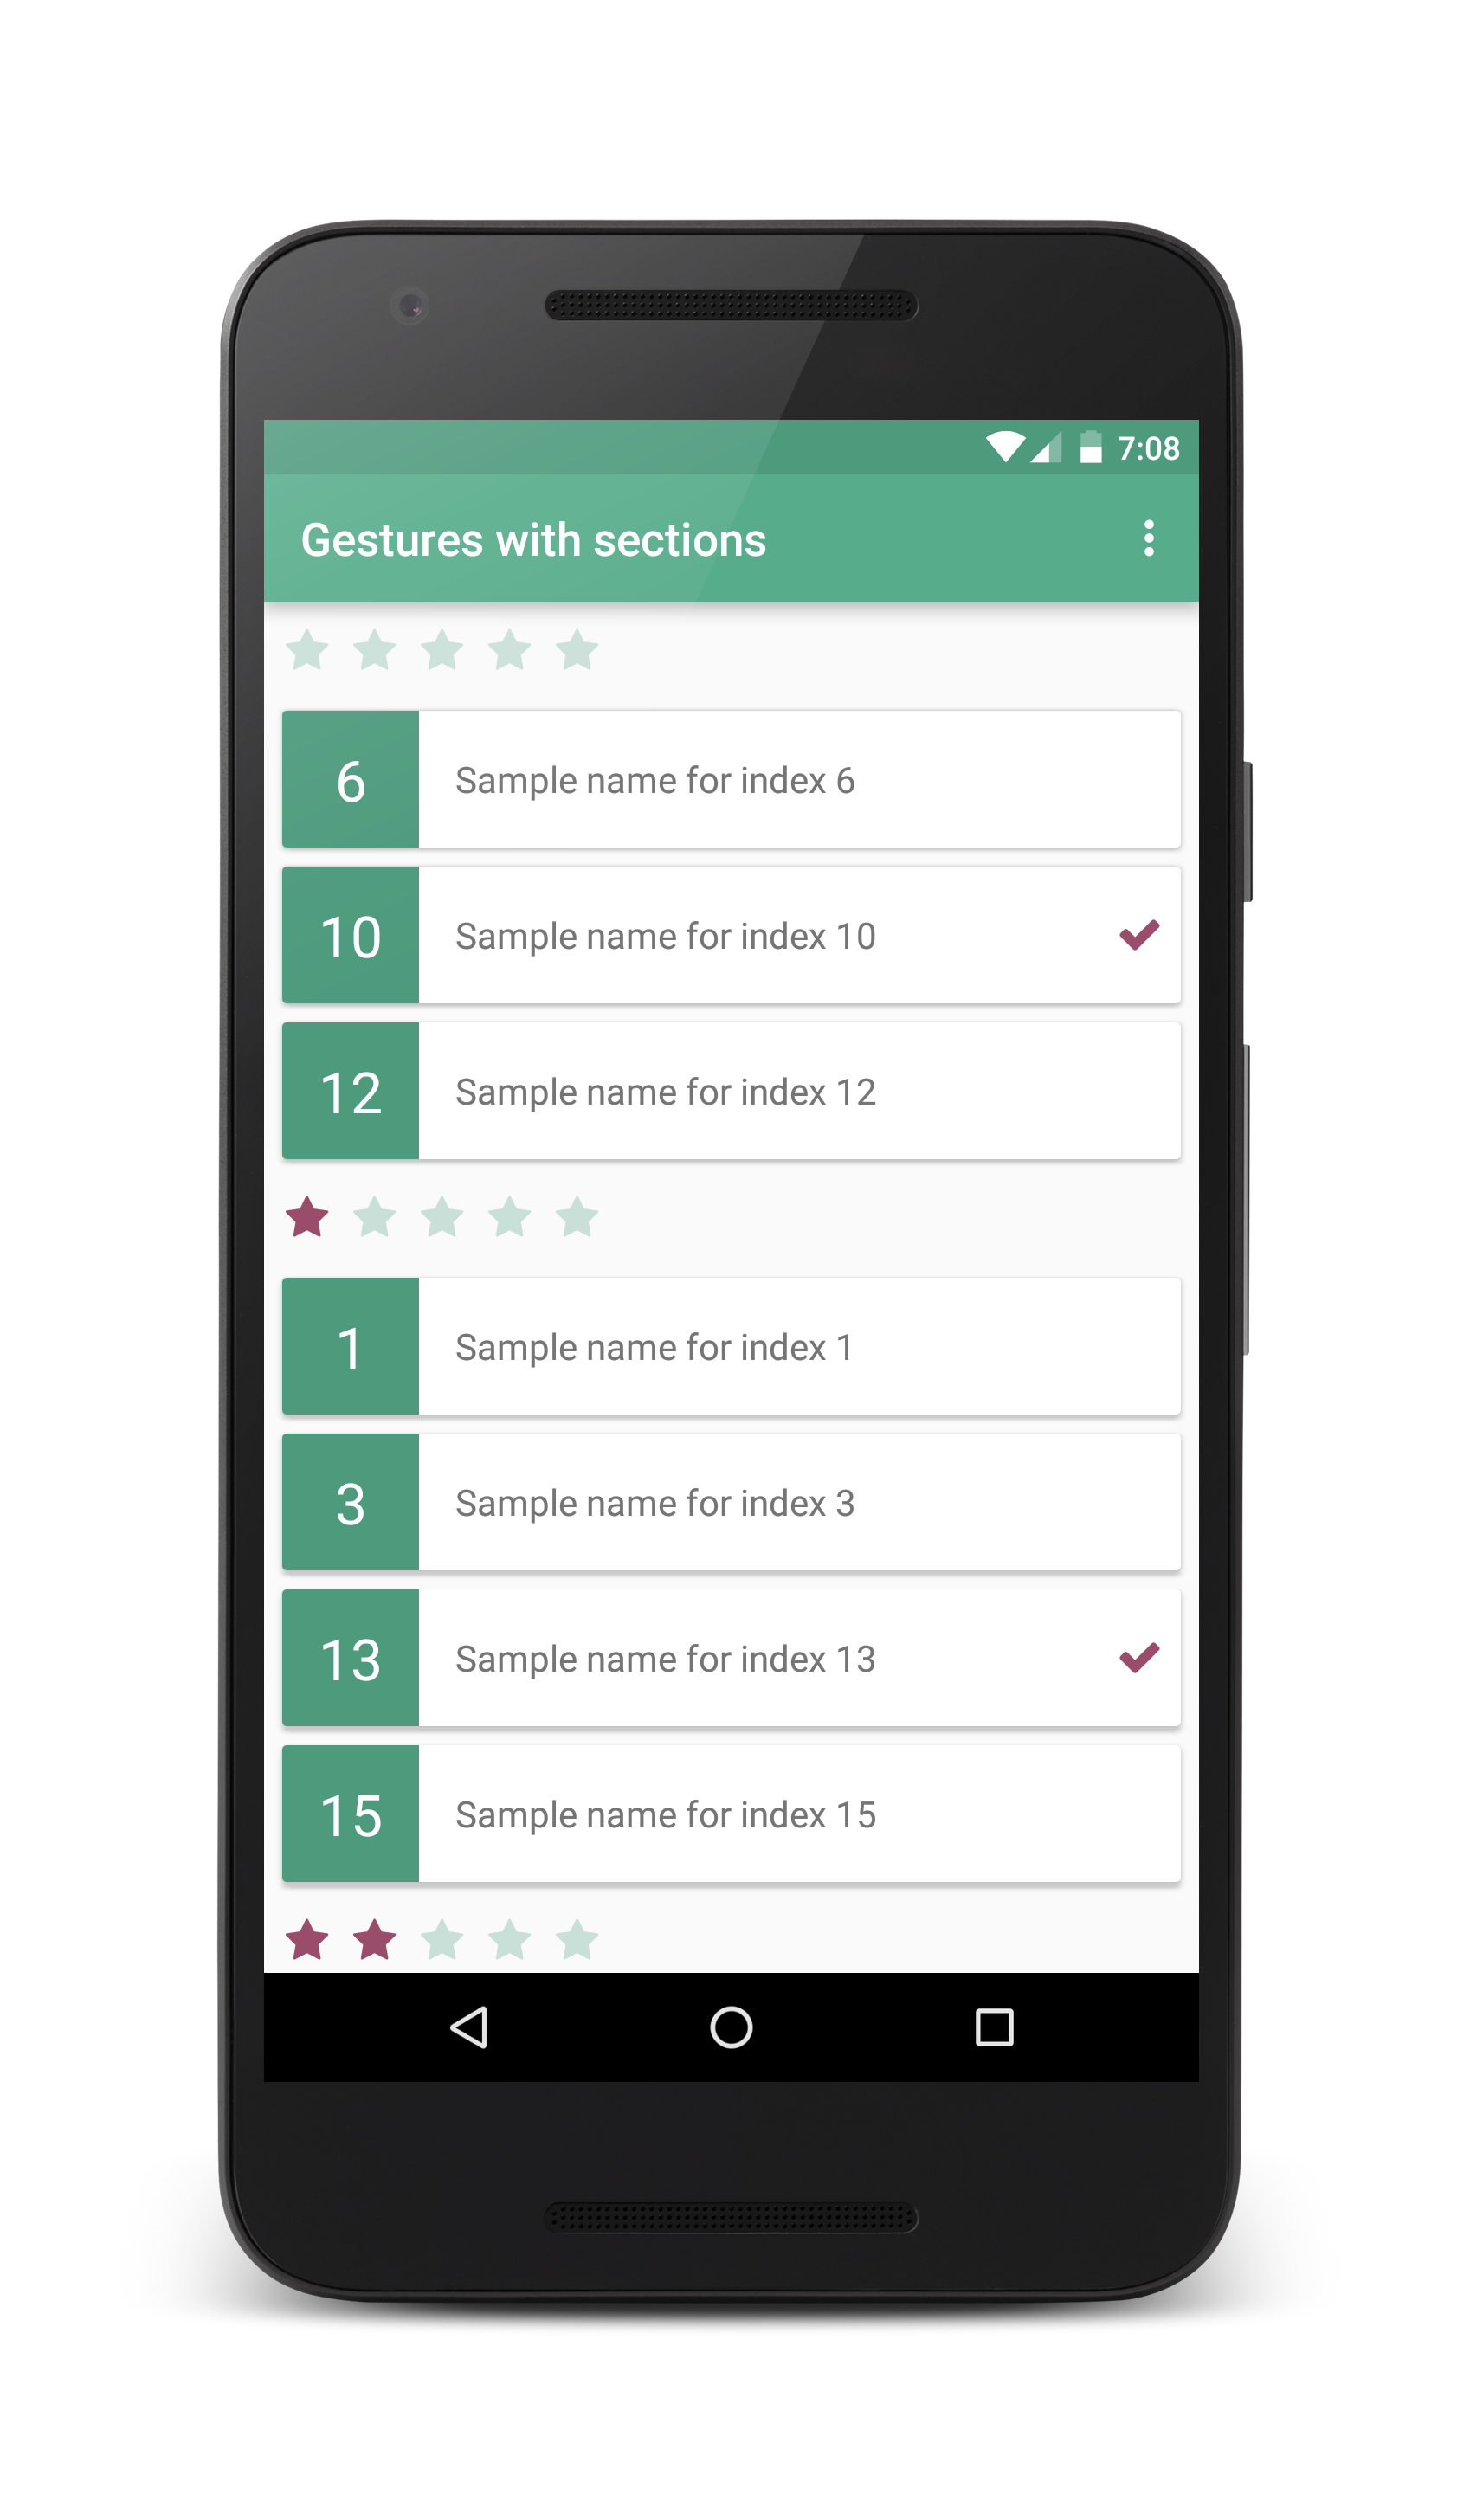 7:08
Gestures with sections
6 Sample name for index 6
10 Sample name for index 10
12 Sample name for index 12
1 Sample name for index 1
3 Sample name for index 3
13 Sample name for index 13
15 Sample name for index 15